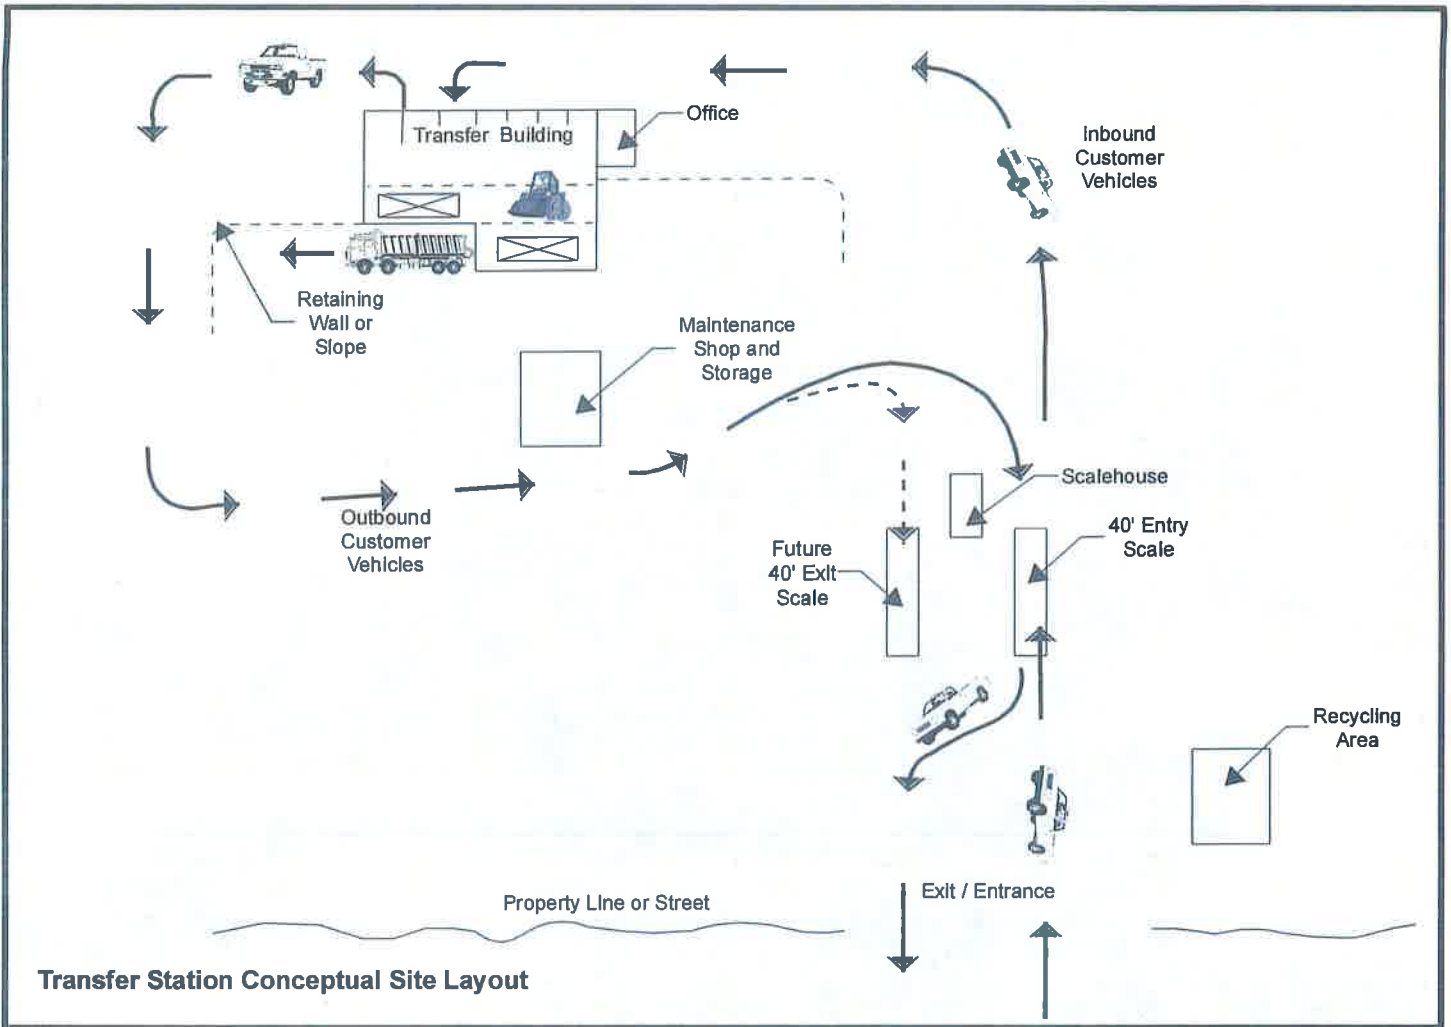 Office
Transfer Building
Inbound
Customer
Vehicles
Retaining
Wall or
Slope
Maintenance
Shop and
Storage
Scalehouse
40' Entry
Scale
Outbound
Customer
Vehicles
Future
40' Exit
Scale
Recycling
Area
Exit / Entrance
Property Line or Street
Transfer Station Conceptual Site Layout